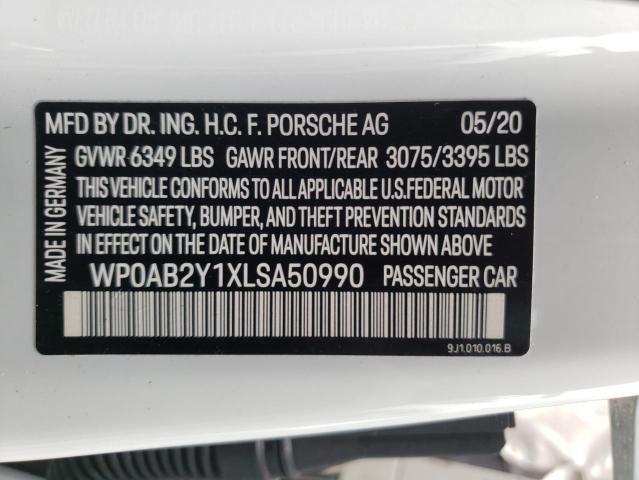 MADE IN GERMANY
MFD BY DR. ING. H.C. F. PORSCHE AG 05/20
GVWR 6349 LBS GAWR FRONT/REAR 3075/3395 LBS
THIS VEHICLE CONFORMS TO ALL APPLICABLE U.S. FEDERAL MOTOR
VEHICLE SAFETY, BUMPER, AND THEFT PREVENTION STANDARDS
IN EFFECT ON THE DATE OF MANUFACTURE SHOWN ABOVE.
WP0AB2Y1XLSA50990 PASSENGER CAR
9J1.010.016.B